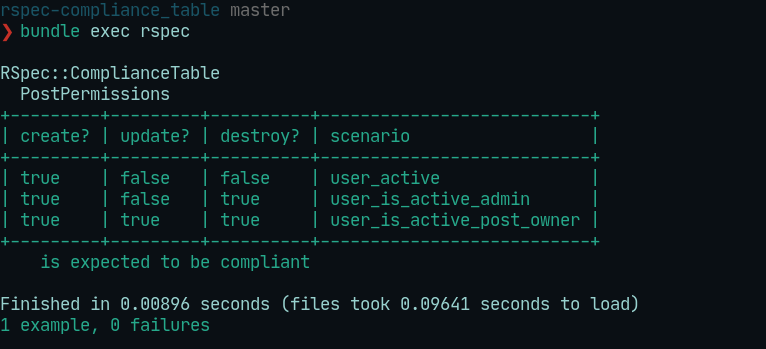 rspec-compliance_table master
❯ bundle exec rspec
RSpec::ComplianceTable
  PostPermissions
+---------+---------+----------+---------------------------+
| create? | update? | destroy? | scenario                  |
+---------+---------+----------+---------------------------+
| true    | false   | false    | user_active               |
| true    | false   | true     | user_is_active_admin      |
| true    | true    | true     | user_is_active_post_owner |
+---------+---------+----------+---------------------------+
    is expected to be compliant
Finished in 0.00896 seconds (files took 0.09641 seconds to load)
1 example, 0 failures